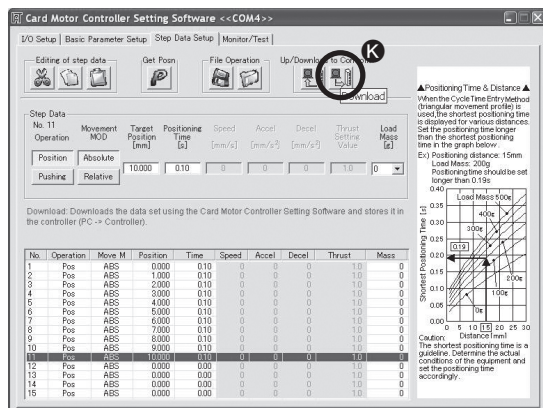 Card Motor Controller Setting Software <<COM4>>
I/O Setup Basic Parameter Setup Step Data Setup Monitor/Test
Editing of step data Get Posn File Operation Up/Download to Controller
K
Download
Step Data
No. 11
Operation Movement MOD Target Position [mm] Positioning Time [s] Speed [mm/s] Accel [mm/s²] Decel [mm/s²] Thrust Setting Value Load Mass [g]
Position Absolute 10.000 0.10 0 0 0 1.0 0
Pushing Relative
Download: Downloads the data set using the Card Motor Controller Setting Software and stores it in
the controller (PC -> Controller).
No. Operation Move M Position Time Speed Accel Decel Thrust Mass
1 Pos ABS 0.000 0.10 0 0 0 1.0 0
2 Pos ABS 1.000 0.10 0 0 0 1.0 0
3 Pos ABS 2.000 0.10 0 0 0 1.0 0
4 Pos ABS 3.000 0.10 0 0 0 1.0 0
5 Pos ABS 4.000 0.10 0 0 0 1.0 0
6 Pos ABS 5.000 0.10 0 0 0 1.0 0
7 Pos ABS 6.000 0.10 0 0 0 1.0 0
8 Pos ABS 7.000 0.10 0 0 0 1.0 0
9 Pos ABS 8.000 0.10 0 0 0 1.0 0
10 Pos ABS 9.000 0.10 0 0 0 1.0 0
11 Pos ABS 10.000 0.10 0 0 0 1.0 0
12 Pos ABS 0.000 0.00 0 0 0 1.0 0
13 Pos ABS 0.000 0.00 0 0 0 1.0 0
14 Pos ABS 0.000 0.00 0 0 0 1.0 0
15 Pos ABS 0.000 0.00 0 0 0 1.0 0
▲Positioning Time & Distance▲
When the Cycle Time Entry Method
(triangular movement profile) is
used, the shortest positioning time
is displayed for various distances.
Set the positioning time longer
than the shortest positioning
time in the graph below.
Ex) Positioning distance: 15mm
Load Mass: 200g
Positioning time should be set
longer than 0.19s
Shortest Positioning Time [s]
0.40
0.35
0.30
0.25
0.20
0.15
0.10
0.05
0.00
0.19
Load Mass 500g
400g
300g
200g
100g
0g
0 5 10 15 20 25 30
Distance [mm]
Caution:
The shortest positioning time is a
guideline. Determine the actual
conditions of the equipment and
set the positioning time
accordingly.